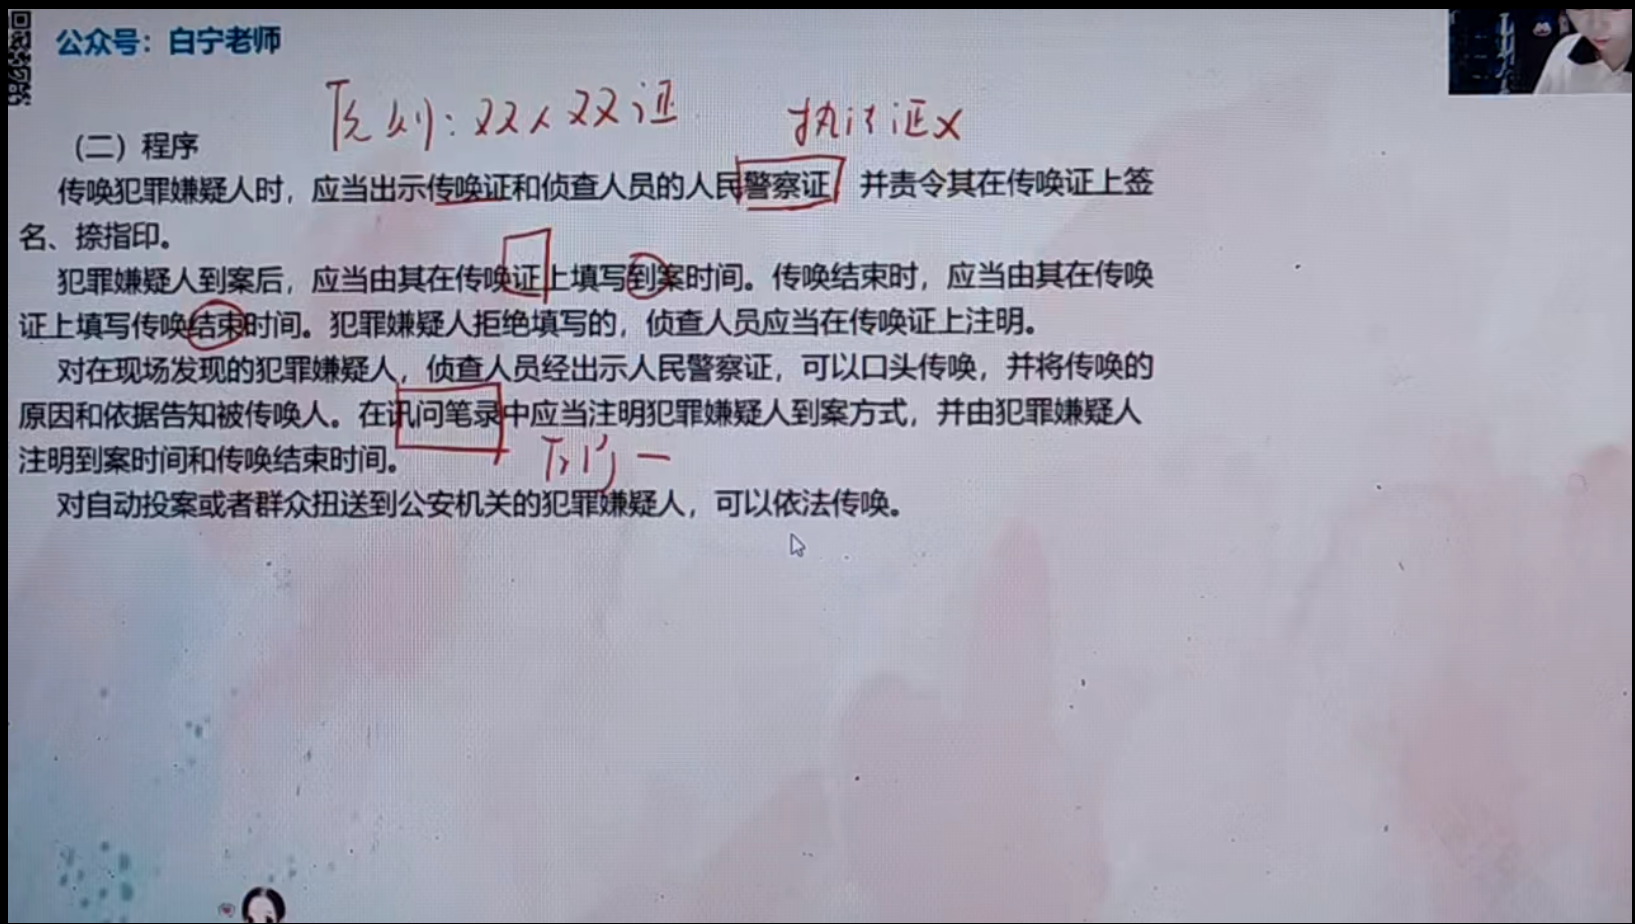 公众号：白宁老师
原则：双人双证
执法证×
（二）程序
传唤犯罪嫌疑人时，应当出示传唤证和侦查人员的人民警察证，并责令其在传唤证上签
名、捺指印。
犯罪嫌疑人到案后，应当由其在传唤证上填写到案时间。传唤结束时，应当由其在传唤
证上填写传唤结束时间。犯罪嫌疑人拒绝填写的，侦查人员应当在传唤证上注明。
对在现场发现的犯罪嫌疑人，侦查人员经出示人民警察证，可以口头传唤，并将传唤的
原因和依据告知被传唤人。在讯问笔录中应当注明犯罪嫌疑人到案方式，并由犯罪嫌疑人
注明到案时间和传唤结束时间。
对自动投案或者群众扭送到公安机关的犯罪嫌疑人，可以依法传唤。